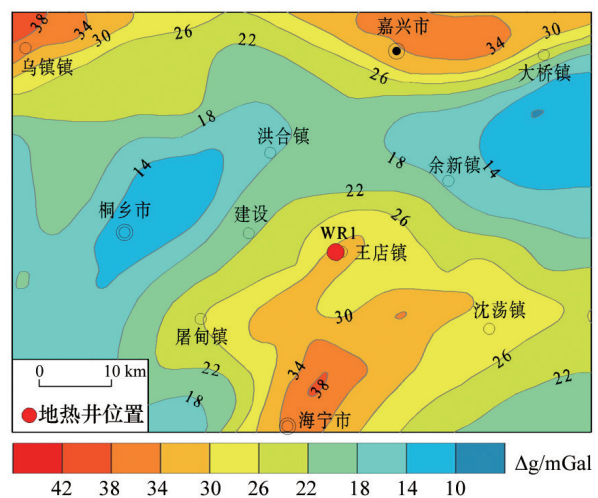 38
34
30
26
22
嘉兴市
34
30
26
乌镇镇
大桥镇
18
洪合镇
18
余新镇
14
14
22
桐乡市
建设
26
WR1
王店镇
30
沈荡镇
屠甸镇
26
22
34
38
22
18
0 10 km
地热井位置
海宁市
Δg/mGal
42 38 34 30 26 22 18 14 10